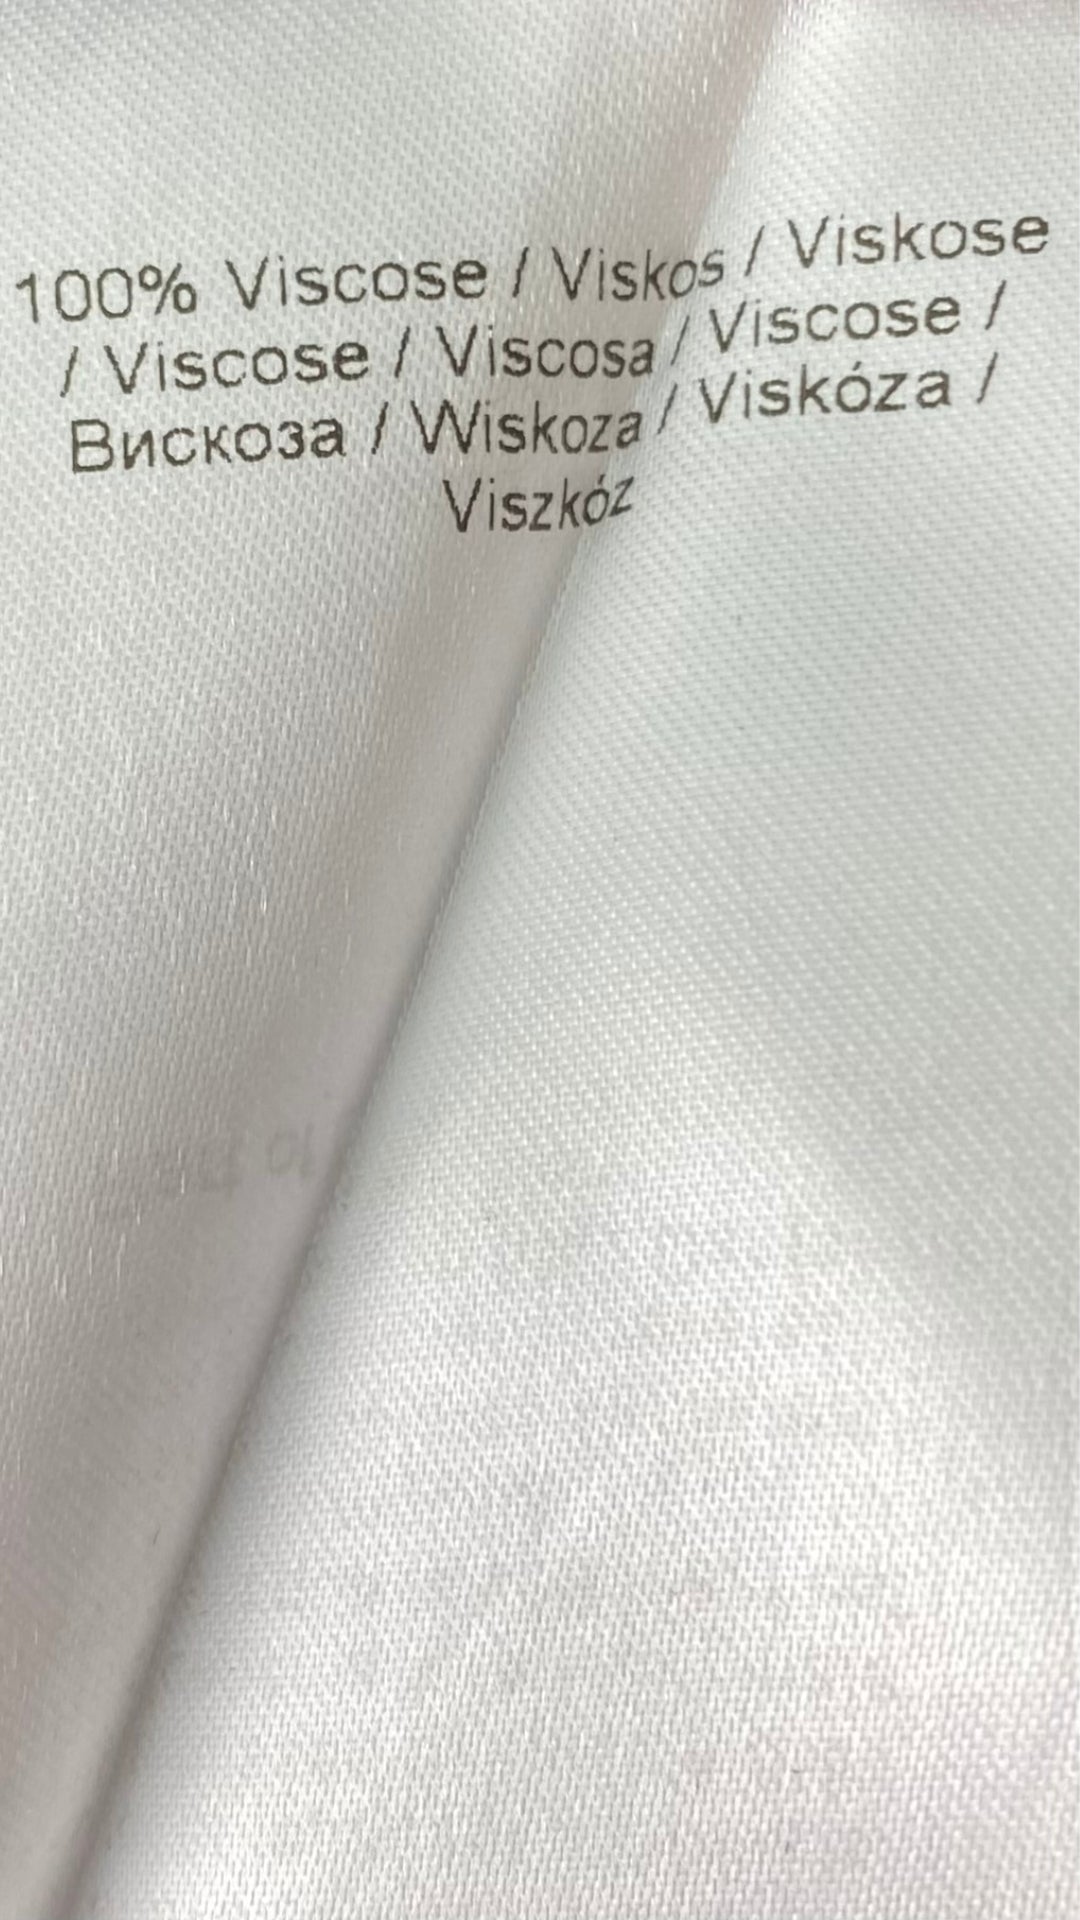 100% Viscose / Viskos / Viskose
/ Viscose / Viscosa / Viscose /
Вискоза / Wiskoza / Viskóza /
Viszkóz